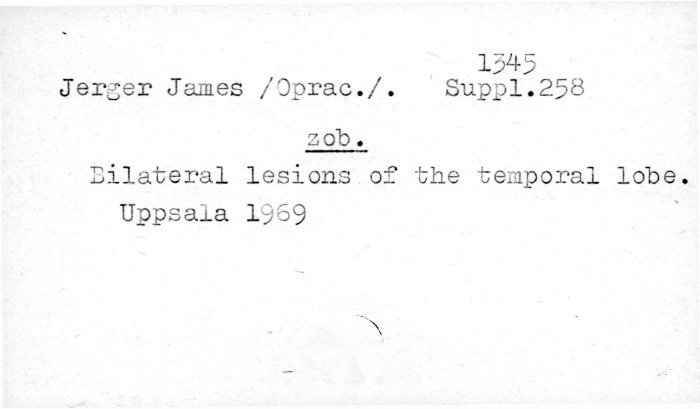 1345
Jerger James /Oprac./. Suppl.258
zob.
Bilateral lesions of the temporal lobe.
Uppsala 1969